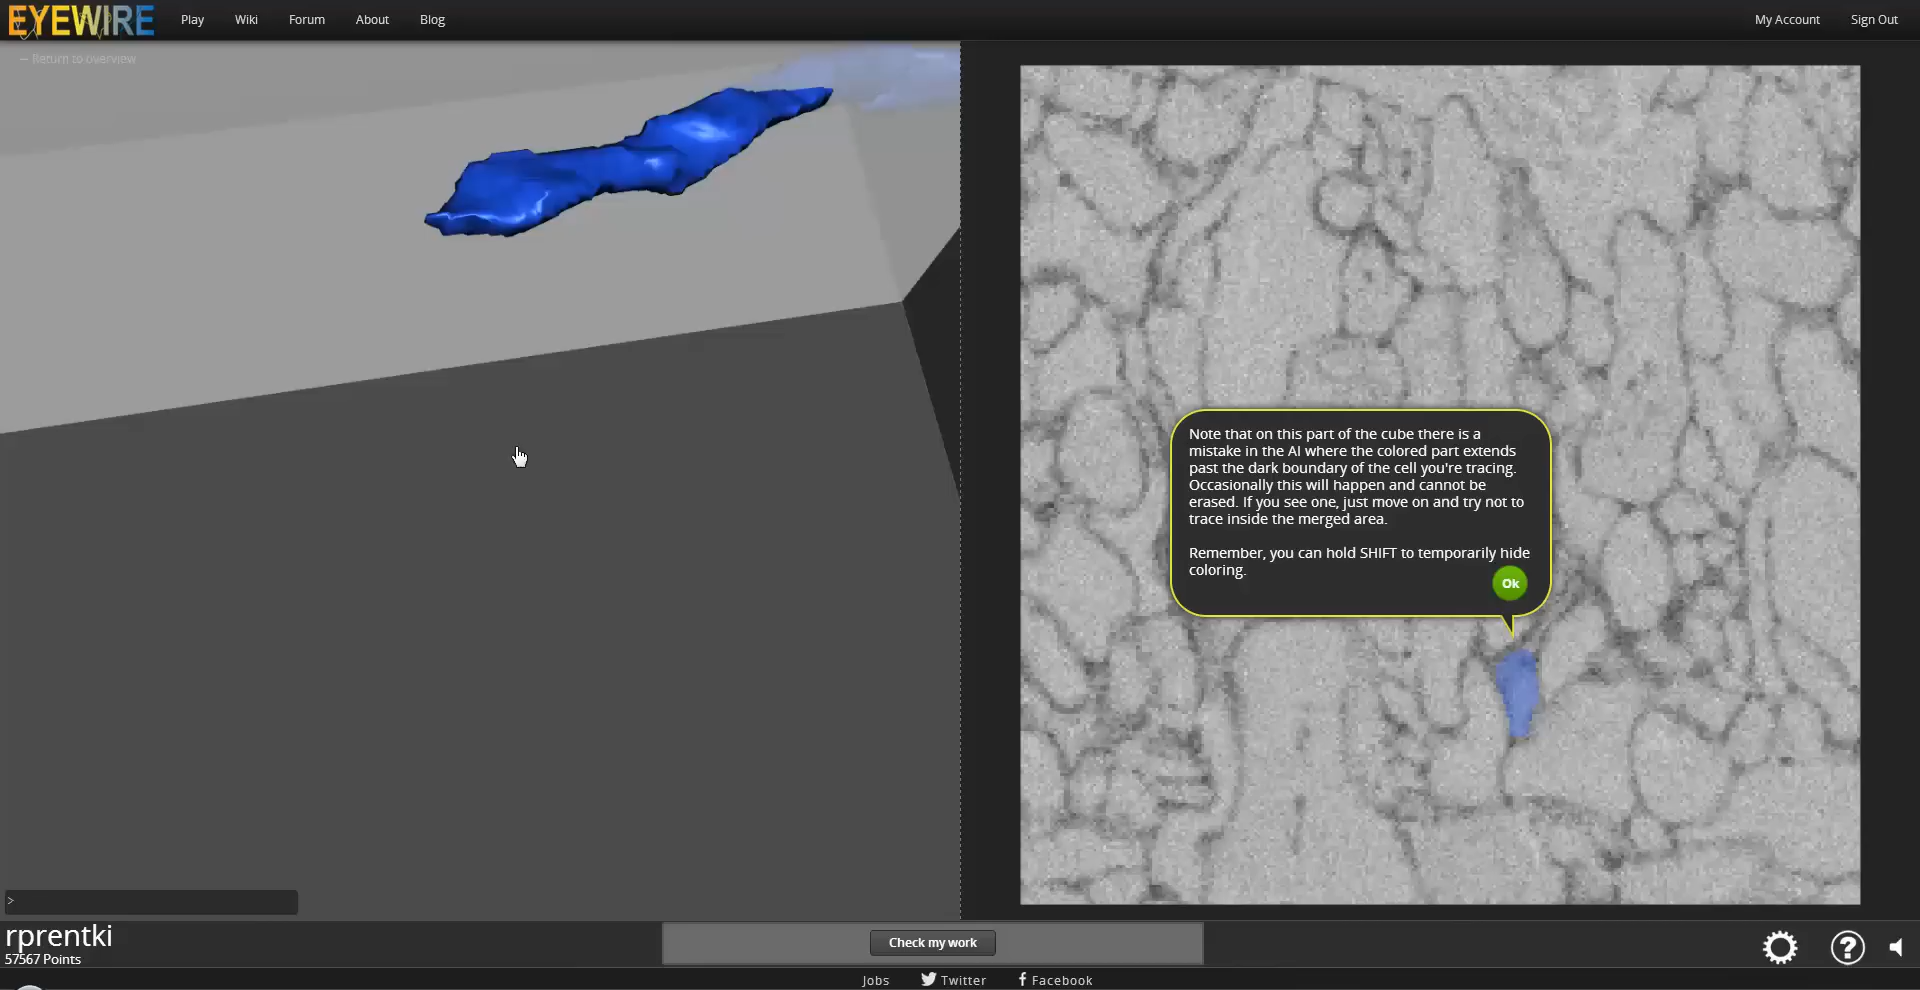 EYEWIRE Play Wiki Forum About Blog My Account Sign Out
Return to overview
Note that on this part of the cube there is a
mistake in the AI where the colored part extends
past the dark boundary of the cell you're tracing.
Occasionally this will happen and cannot be
erased. If you see one, just move on and try not to
trace inside the merged area.
Remember, you can hold SHIFT to temporarily hide
coloring.
Ok
>
rprentki
57567 Points
Check my work
?
Jobs Twitter Facebook